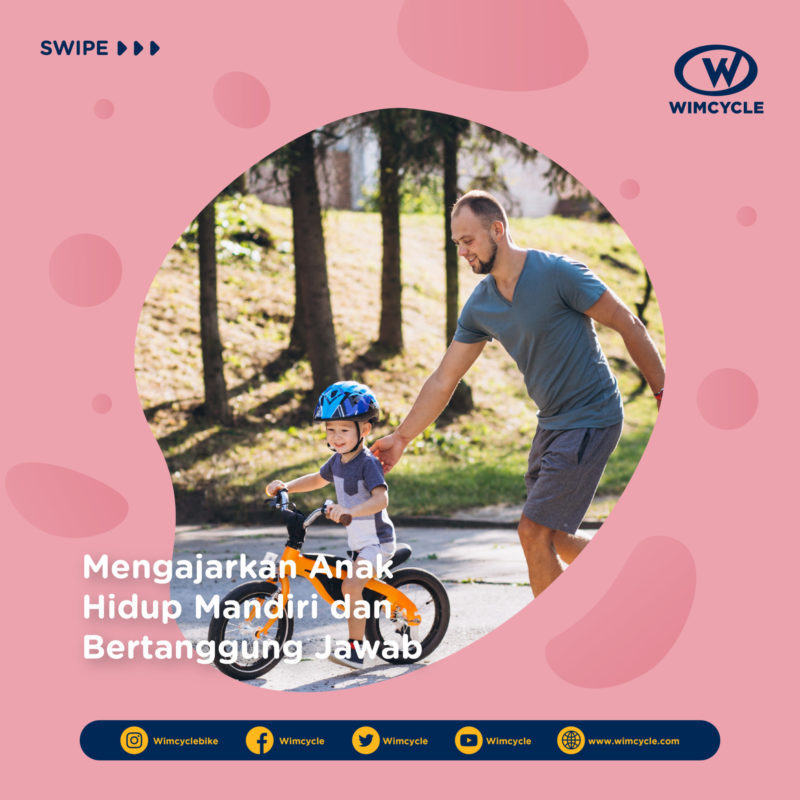 SWIPE
WIMCYCLE
Mengajarkan Anak
Hidup Mandiri dan
Bertanggung Jawab
Wimcyclebike
Wimcycle
Wimcycle
Wimcycle
www.wimcycle.com